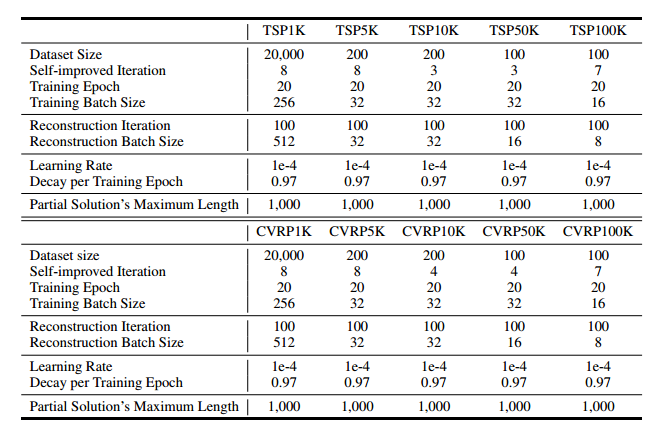 TSP1K TSP5K TSP10K TSP50K TSP100K
Dataset Size 20,000 200 200 100 100
Self-improved Iteration 8 8 3 3 7
Training Epoch 20 20 20 20 20
Training Batch Size 256 32 32 32 16
Reconstruction Iteration 100 100 100 100 100
Reconstruction Batch Size 512 32 32 16 8
Learning Rate 1e-4 1e-4 1e-4 1e-4 1e-4
Decay per Training Epoch 0.97 0.97 0.97 0.97 0.97
Partial Solution's Maximum Length 1,000 1,000 1,000 1,000 1,000
CVRP1K CVRP5K CVRP10K CVRP50K CVRP100K
Dataset size 20,000 200 200 100 100
Self-improved Iteration 8 8 4 4 7
Training Epoch 20 20 20 20 20
Training Batch Size 256 32 32 32 16
Reconstruction Iteration 100 100 100 100 100
Reconstruction Batch Size 512 32 32 16 8
Learning Rate 1e-4 1e-4 1e-4 1e-4 1e-4
Decay per Training Epoch 0.97 0.97 0.97 0.97 0.97
Partial Solution's Maximum Length 1,000 1,000 1,000 1,000 1,000